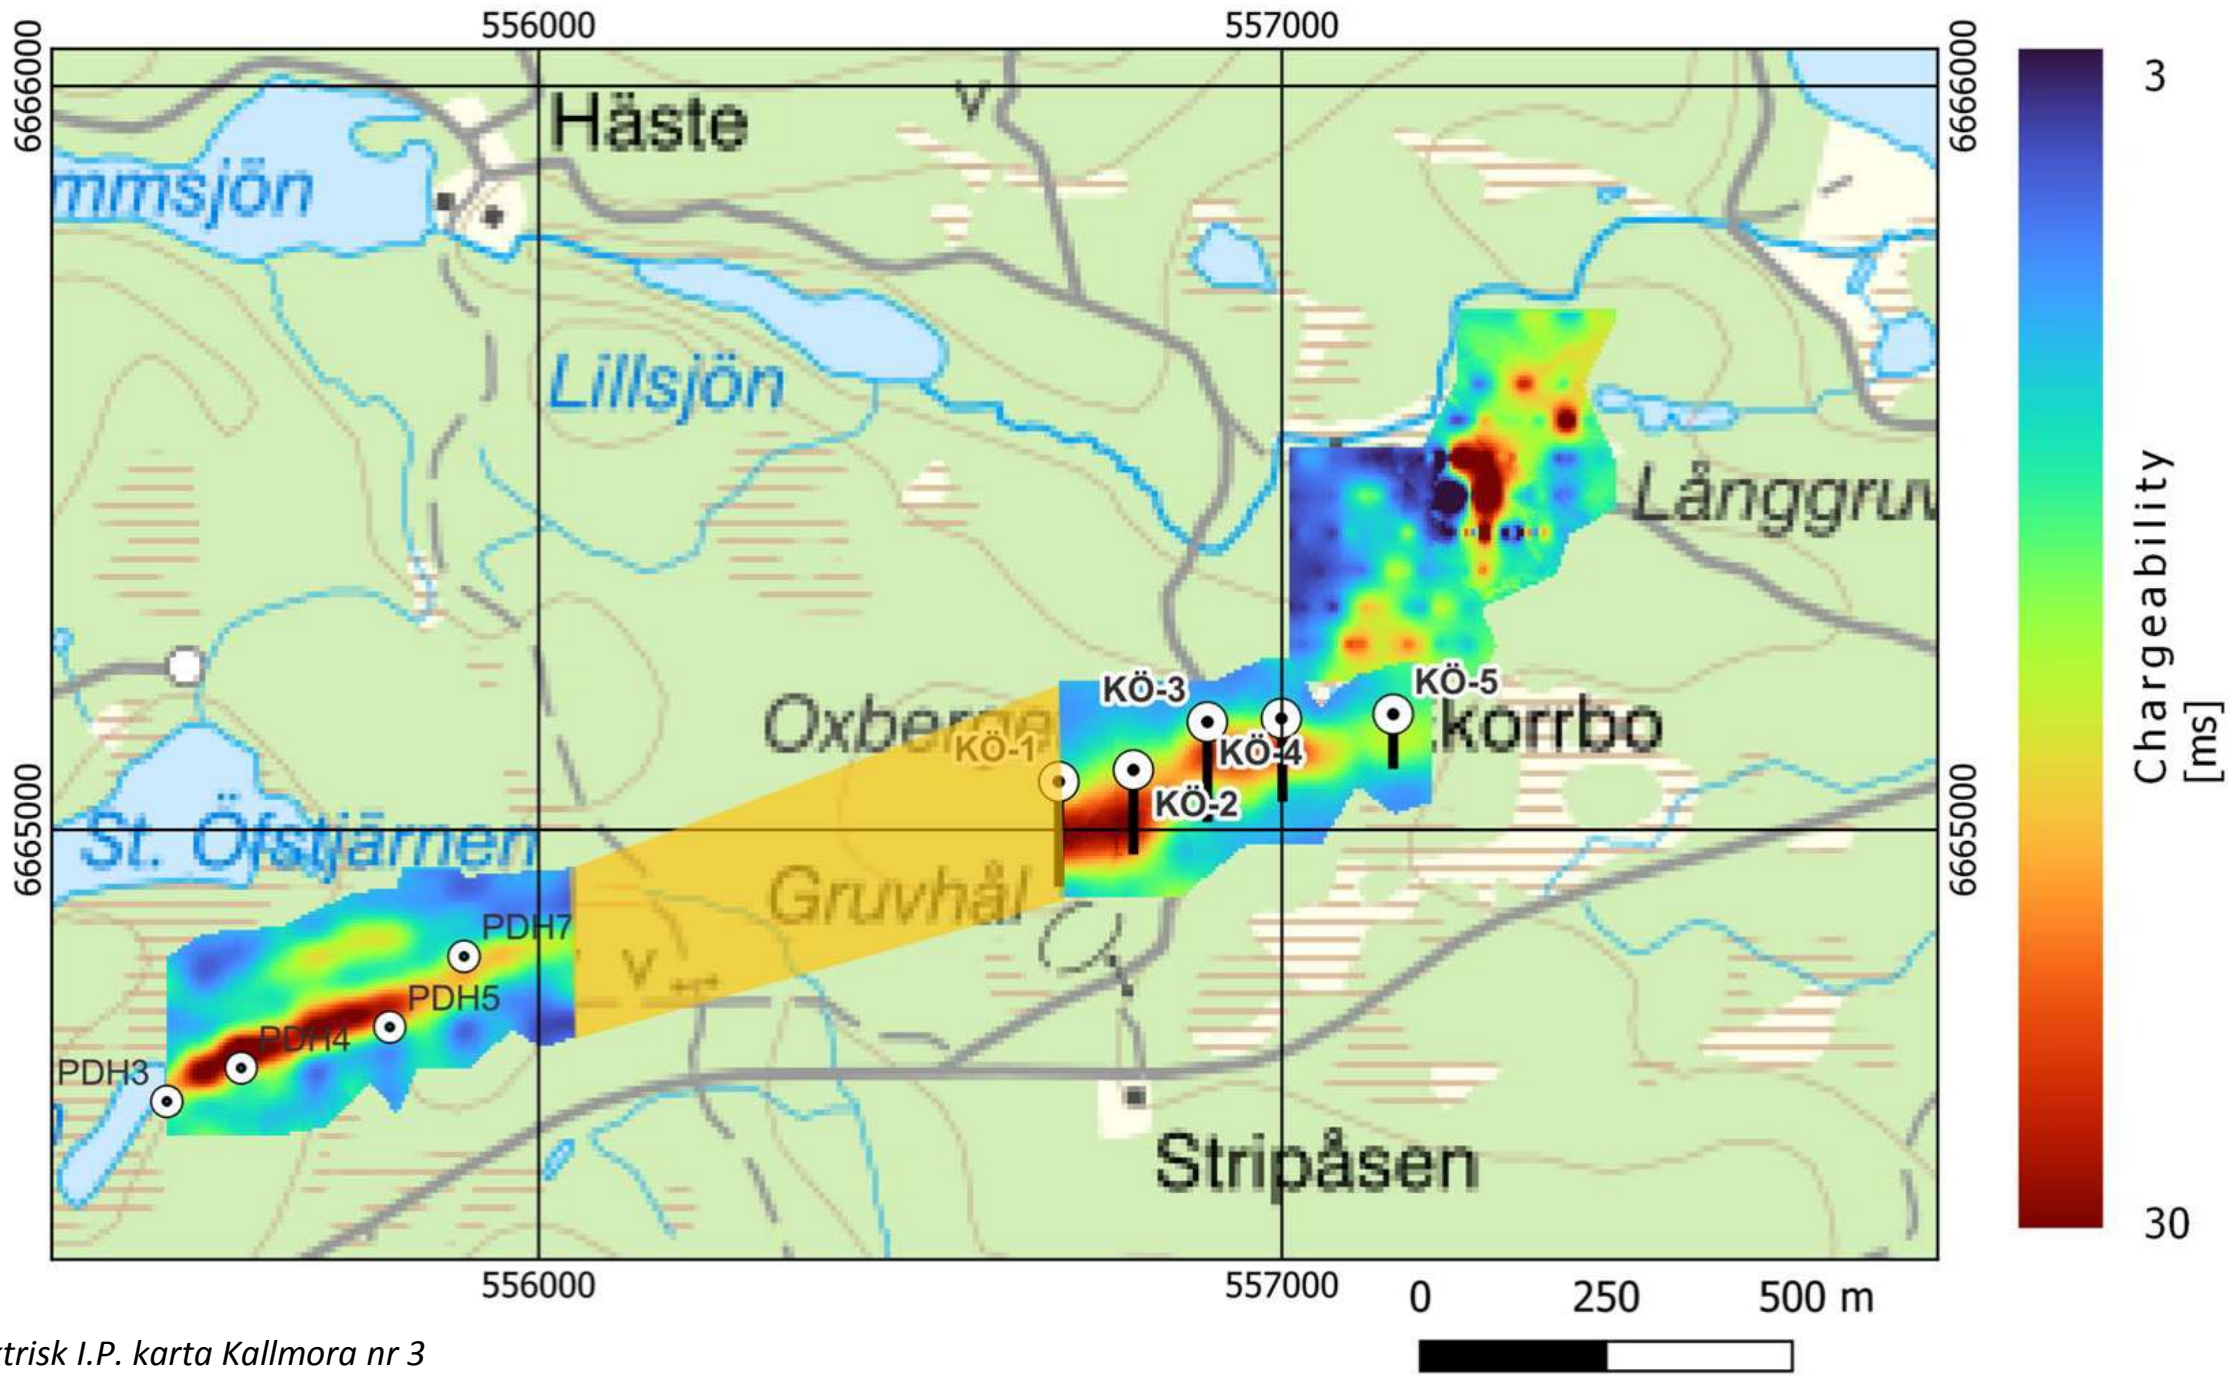 556000
557000
6666000
6666000
3
Häste
V
mmsjön
Lillsjön
Långgruv
Chargeability
[ms]
KÖ-3
KÖ-5
Oxberge
korrbo
KÖ-1
KÖ-4
KÖ-2
6665000
6665000
St. Öfstjärnen
Gruvhål
PDH7
V
PDH5
PDH4
PDH3
Stripåsen
30
556000
557000
0 250 500 m
ktrisk I.P. karta Kallmora nr 3